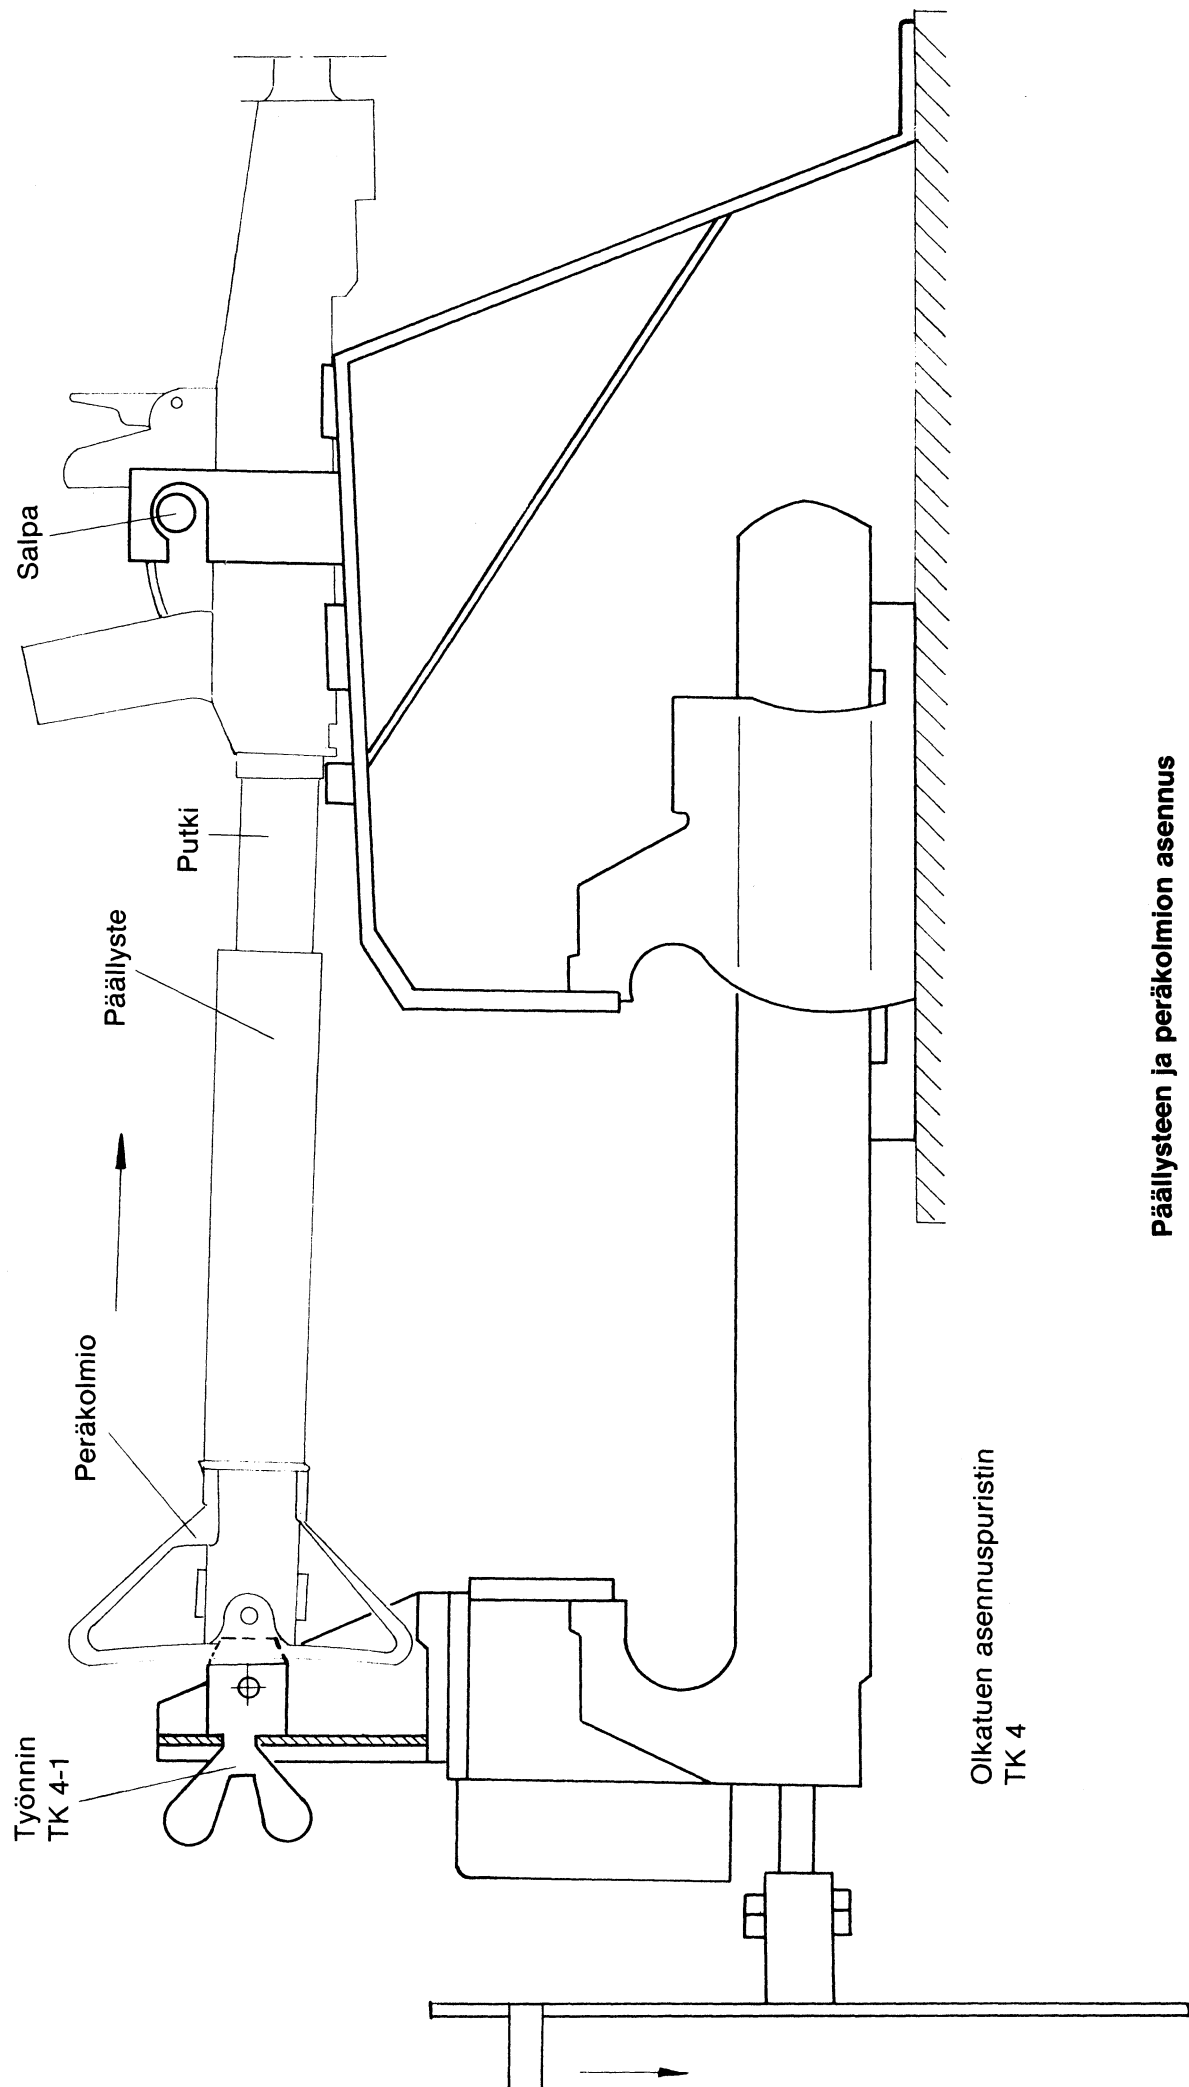 Työnnin
TK 4-1
Peräkolmio
Päällyste
Putki
Salpa
Olkatuen asennuspuristin
TK 4
Päällysteen ja peräkolmion asennus